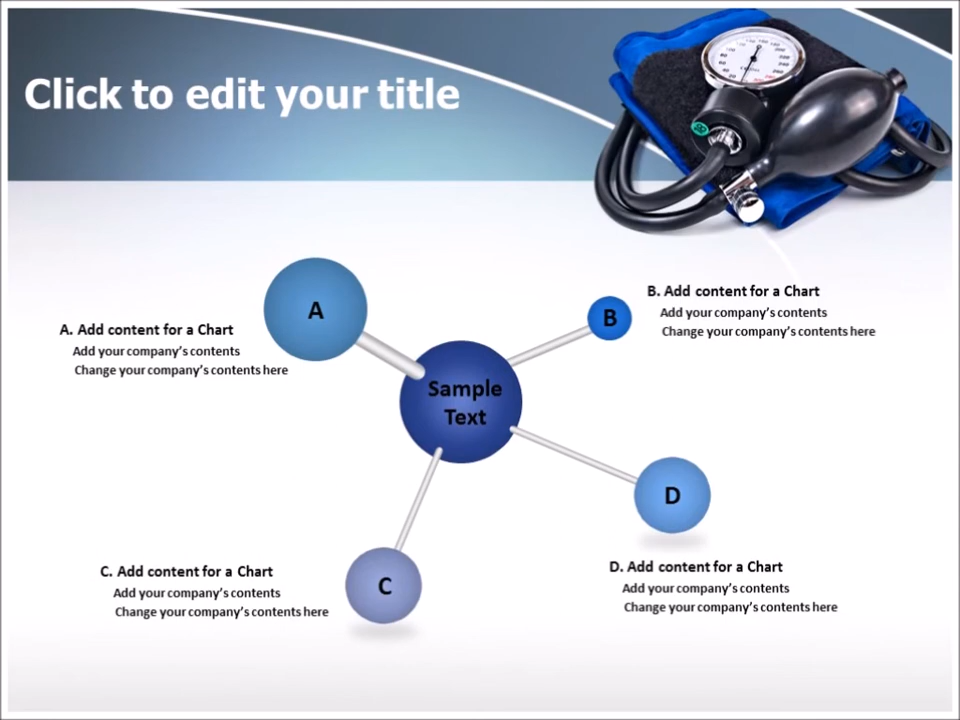 Click to edit your title
A
B
B. Add content for a Chart
Add your company's contents
Change your company's contents here
A. Add content for a Chart
Add your company's contents
Change your company's contents here
Sample
Text
D
C
C. Add content for a Chart
Add your company's contents
Change your company's contents here
D. Add content for a Chart
Add your company's contents
Change your company's contents here